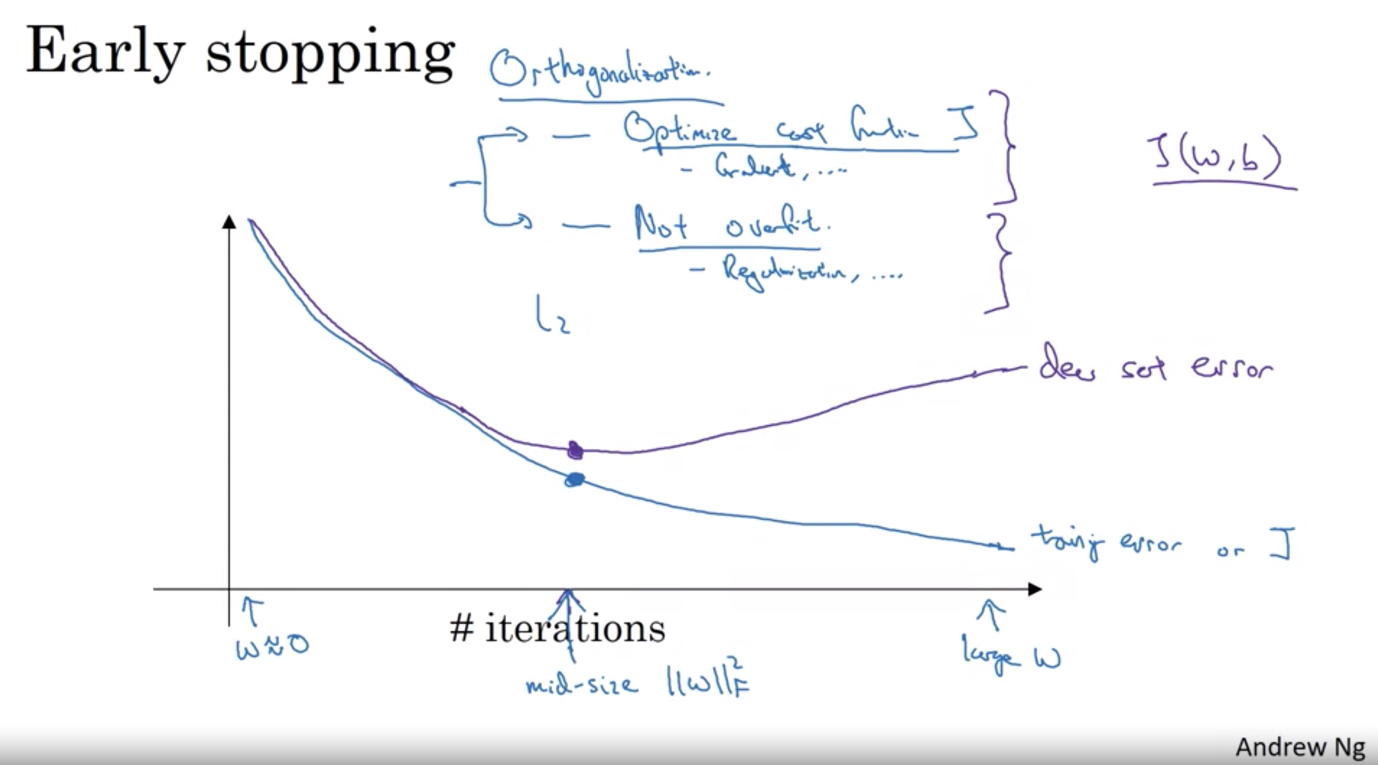 Early stopping
Orthogonalization.
— Optimize cost function J
- Gradient, ....
J(w,b)
— Not overfit.
- Regularization, ....
L2
dev set error
error or J
w≈0
# iterations
mid-size ||w||²F
large w
Andrew Ng